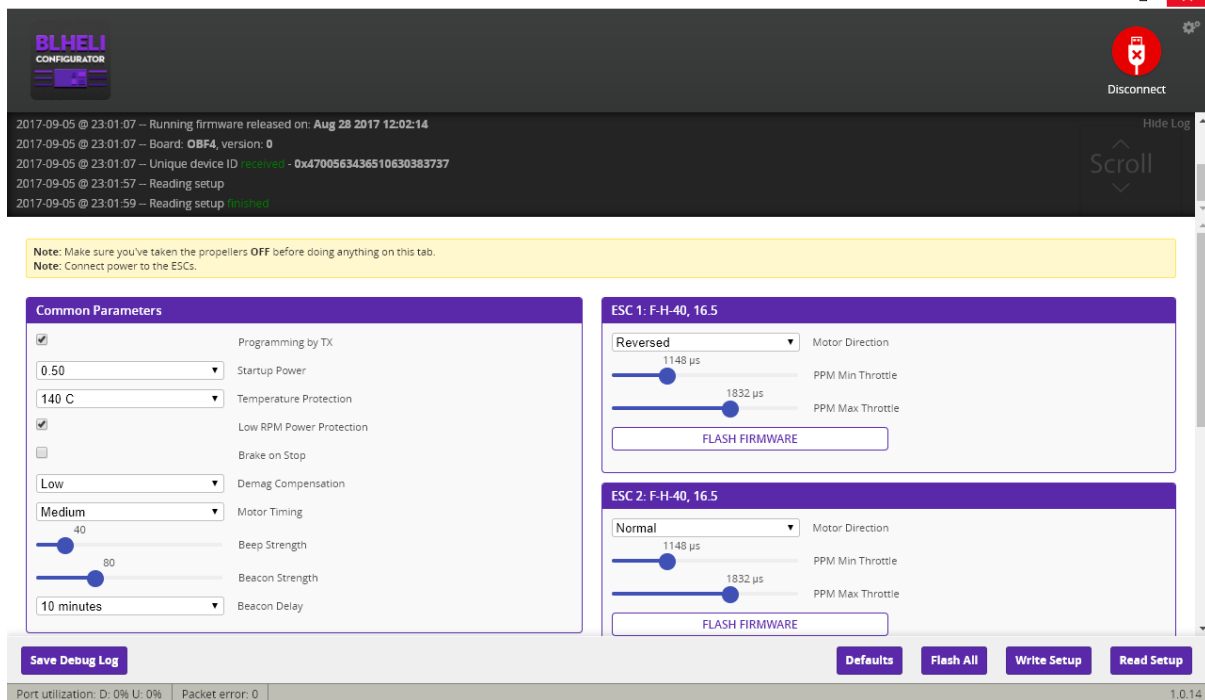 BLHELI
CONFIGURATOR
Disconnect
2017-09-05 @ 23:01:07 -- Running firmware released on: Aug 28 2017 12:02:14
Hide Log
2017-09-05 @ 23:01:07 -- Board: OBF4, version: 0
2017-09-05 @ 23:01:07 -- Unique device ID received - 0x4700563436510630383737
2017-09-05 @ 23:01:57 -- Reading setup
2017-09-05 @ 23:01:59 -- Reading setup finished
Scroll
Note: Make sure you've taken the propellers OFF before doing anything on this tab.
Note: Connect power to the ESCs.
Common Parameters
Programming by TX
0.50 Startup Power
140 C Temperature Protection
Low RPM Power Protection
Brake on Stop
Low Demag Compensation
Medium Motor Timing
40
Beep Strength
80
Beacon Strength
10 minutes Beacon Delay
ESC 1: F-H-40, 16.5
Reversed Motor Direction
1148 µs
PPM Min Throttle
1832 µs
PPM Max Throttle
FLASH FIRMWARE
ESC 2: F-H-40, 16.5
Normal Motor Direction
1148 µs
PPM Min Throttle
1832 µs
PPM Max Throttle
FLASH FIRMWARE
Save Debug Log Defaults Flash All Write Setup Read Setup
Port utilization: D: 0% U: 0% Packet error: 0 1.0.14